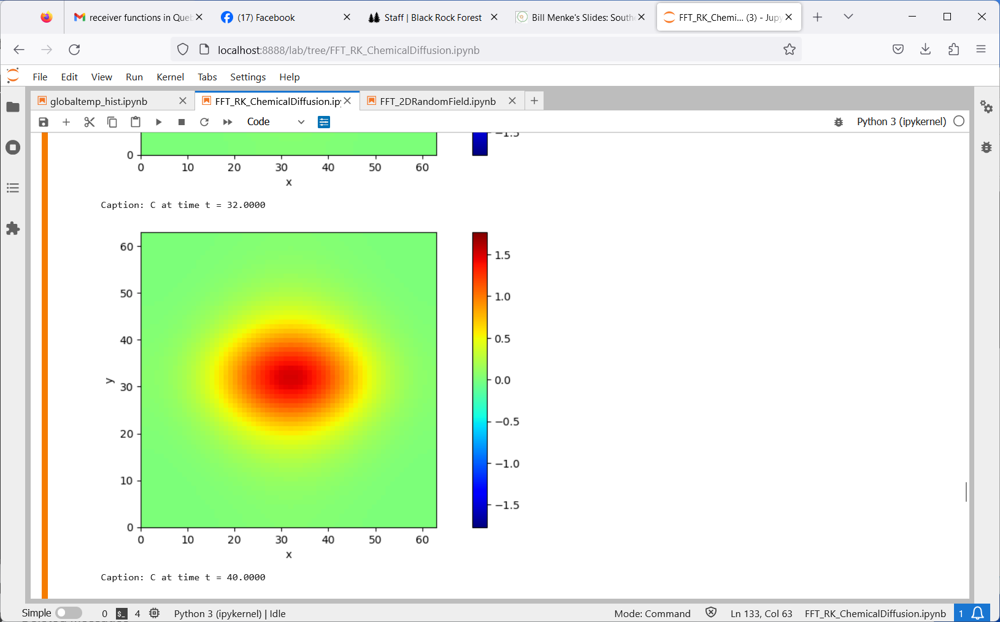 receiver functions in Queb
(17) Facebook
Staff | Black Rock Forest
Bill Menke's Slides: South
FFT_RK_Chemi... (3) - Jupy
localhost:8888/lab/tree/FFT_RK_ChemicalDiffusion.ipynb
File Edit View Run Kernel Tabs Settings Help
globaltemp_hist.ipynb
FFT_RK_ChemicalDiffusion.ipy
FFT_2DRandomField.ipynb
Code
Python 3 (ipykernel)
−1.5
0
0 10 20 30 40 50 60
x
Caption: C at time t = 32.0000
60
50
40
30
20
10
0
y
0 10 20 30 40 50 60
x
1.5
1.0
0.5
0.0
−0.5
−1.0
−1.5
Caption: C at time t = 40.0000
Simple 0 $_ 4 Python 3 (ipykernel) | Idle Mode: Command Ln 133, Col 63 FFT_RK_ChemicalDiffusion.ipynb 1